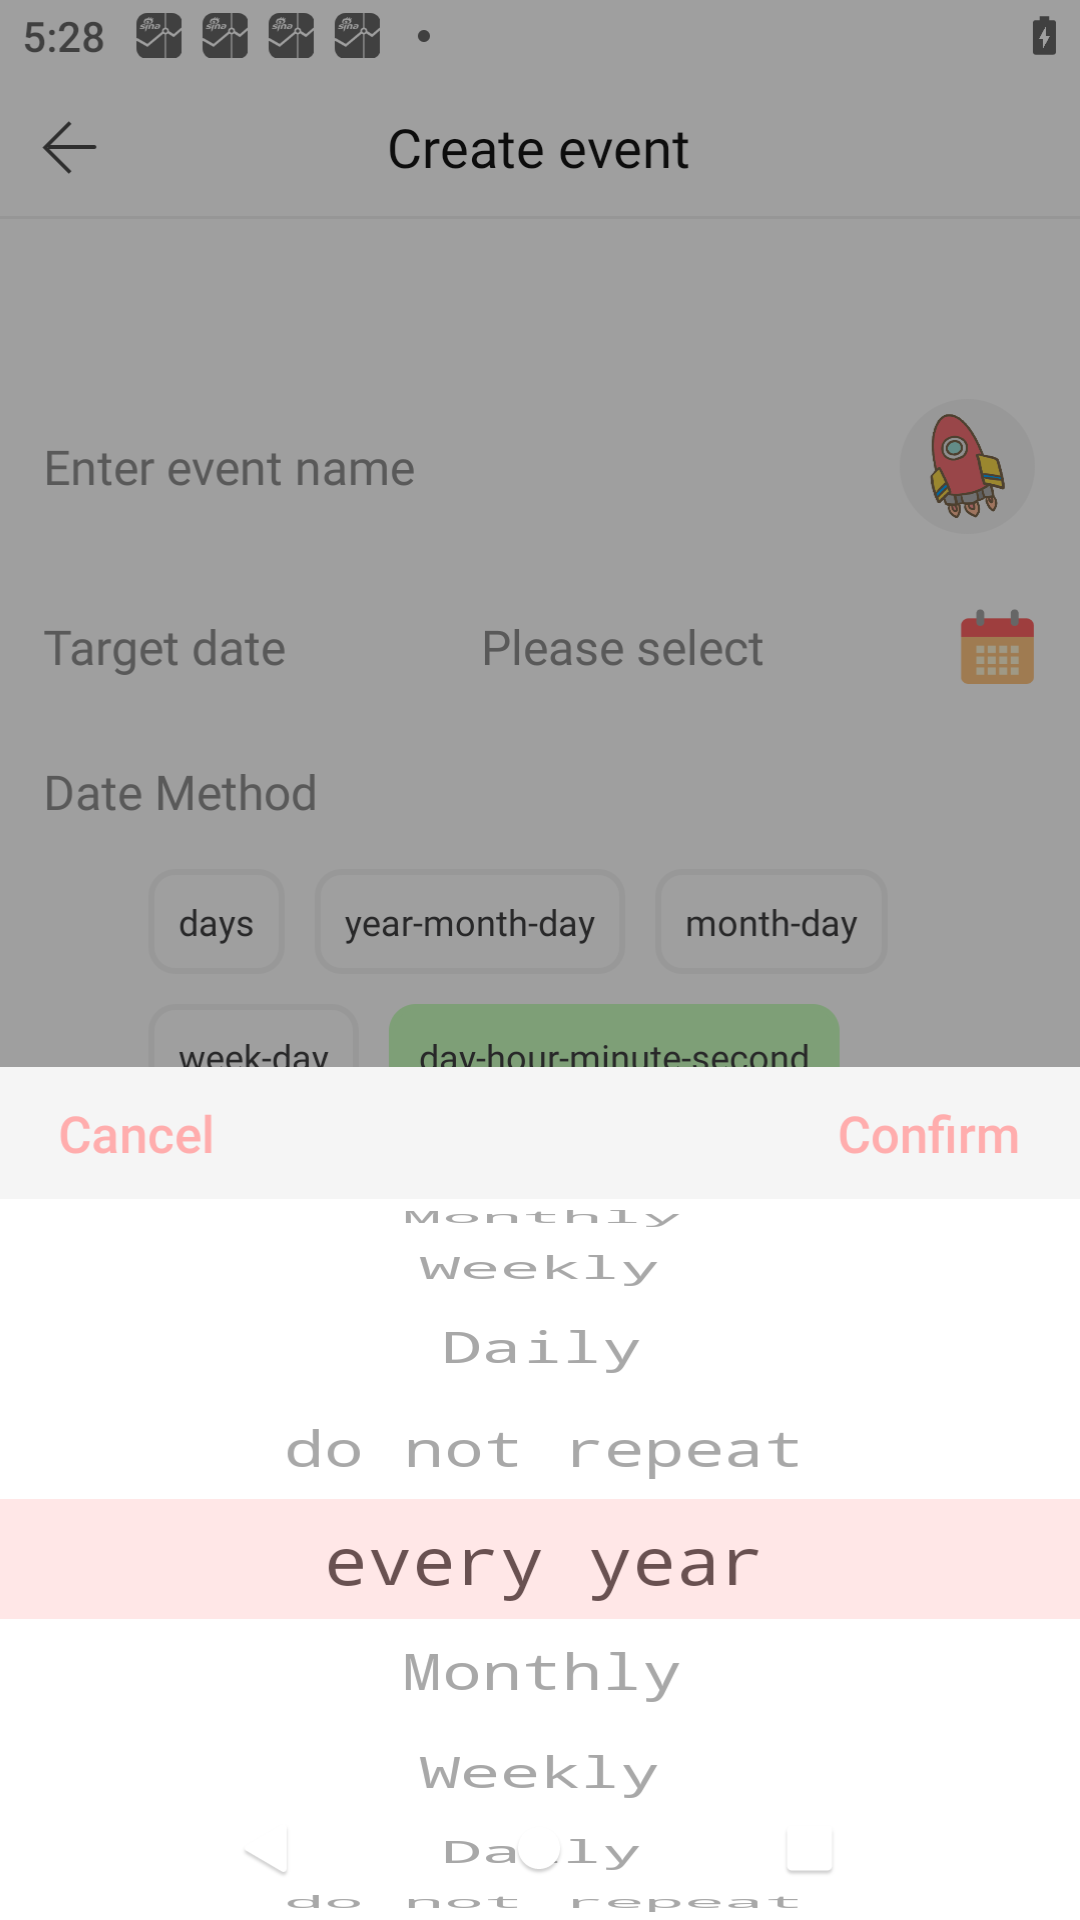 5:28
Create event
Enter event name
Target date Please select
Date Method
days year-month-day month-day
week-day day-hour-minute-second
Cancel Confirm
Monthly
Weekly
Daily
do not repeat
every year
Monthly
Weekly
Daily
do not repeat